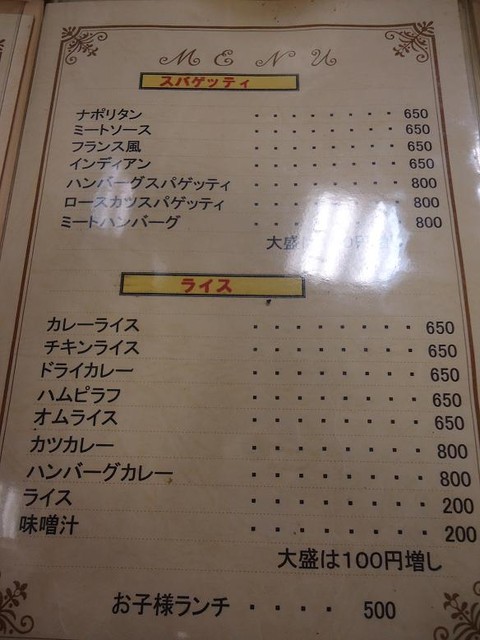 MENU
スパゲッティ
ナポリタン ・・・・・・・・ 650
ミートソース ・・・・・・・・ 650
フランス風 ・・・・・・・・ 650
インディアン ・・・・・・・・ 650
ハンバーグスパゲッティ ・・・・・・・・ 800
ロースカツスパゲッティ ・・・・・・・・ 800
ミートハンバーグ ・・・・・・・・ 800
大盛は
ライス
カレーライス ・・・・・・・・ 650
チキンライス ・・・・・・・・ 650
ドライカレー ・・・・・・・・ 650
ハムピラフ ・・・・・・・・ 650
オムライス ・・・・・・・・ 650
カツカレー ・・・・・・・・ 800
ハンバーグカレー ・・・・・・・・ 800
ライス ・・・・・・・・ 200
味噌汁 ・・・・・・・・ 200
大盛は100円増し
お子様ランチ ・・・・ 500